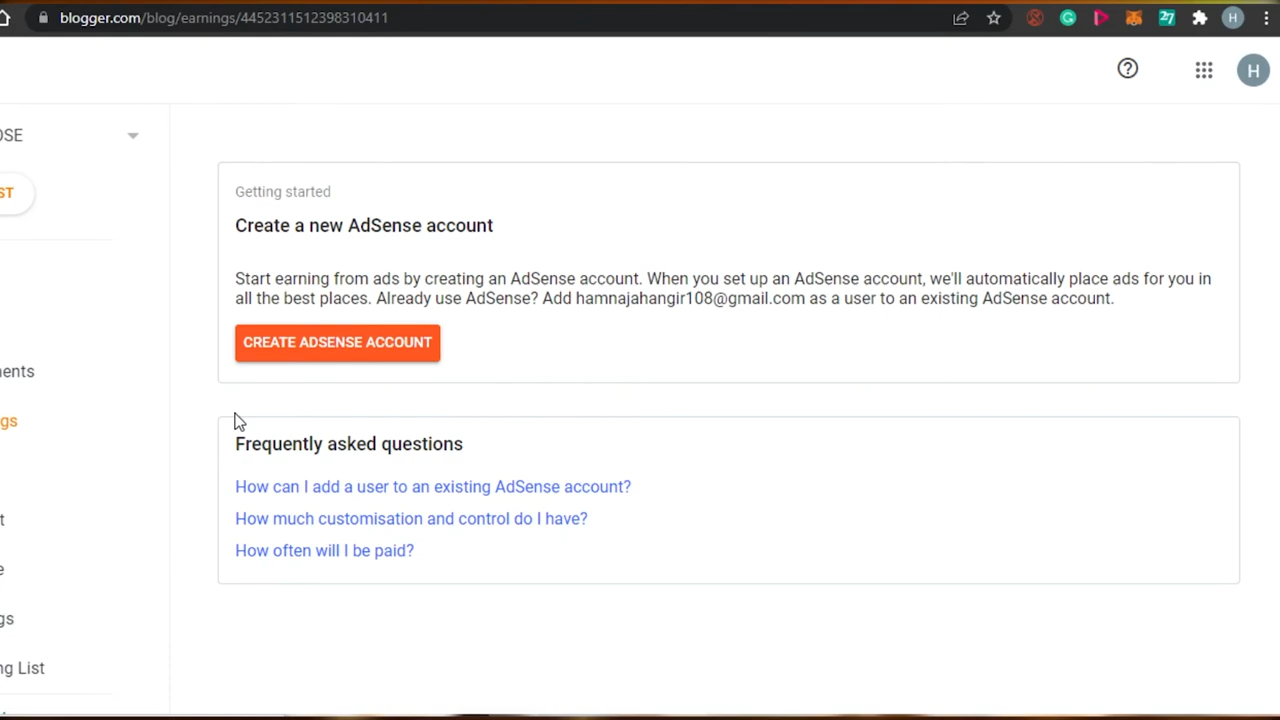 blogger.com/blog/earnings/4452311512398310411
27
H
H
OSE
ST
Getting started
Create a new AdSense account
Start earning from ads by creating an AdSense account. When you set up an AdSense account, we'll automatically place ads for you in
all the best places. Already use AdSense? Add hamnajahangir108@gmail.com as a user to an existing AdSense account.
CREATE ADSENSE ACCOUNT
ents
gs
Frequently asked questions
How can I add a user to an existing AdSense account?
How much customisation and control do I have?
t
How often will I be paid?
e
gs
ng List